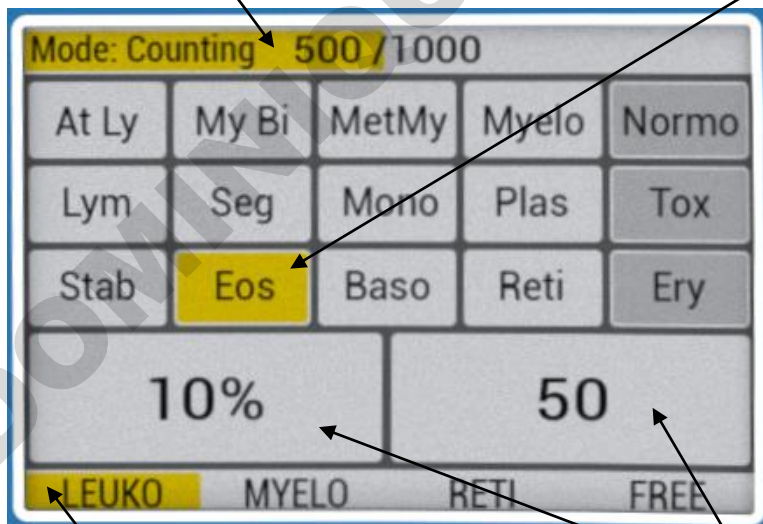 Mode: Counting 500 / 1000
At Ly My Bi MetMy Myelo Normo
Lym Seg Mono Plas Tox
Stab Eos Baso Reti Ery
10% 50
LEUKO MYELO RETI FREE